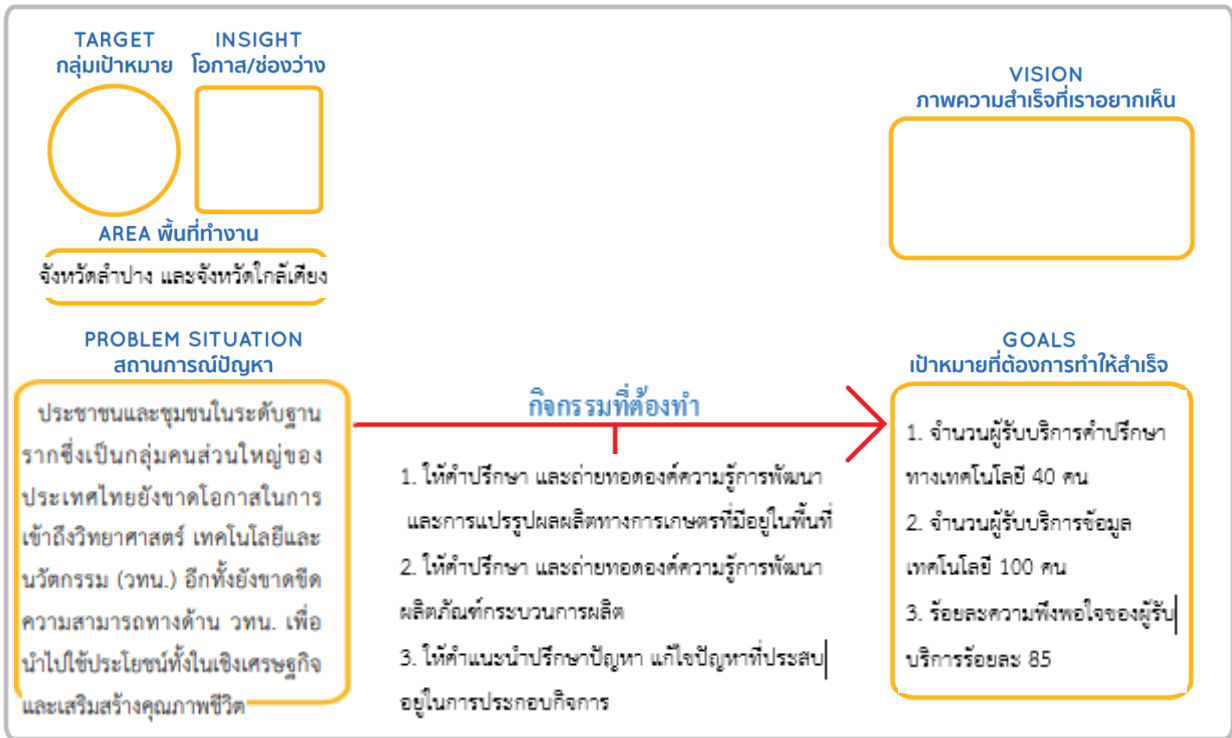 TARGET
กลุ่มเป้าหมาย
INSIGHT
โอกาส/ช่องว่าง
AREA พื้นที่ทำงาน
จังหวัดลำปาง และจังหวัดใกล้เคียง
VISION
ภาพความสำเร็จที่เราอยากเห็น
PROBLEM SITUATION
สถานการณ์ปัญหา
ประชาชนและชุมชนในระดับฐาน
รากซึ่งเป็นกลุ่มคนส่วนใหญ่ของ
ประเทศไทยยังขาดโอกาสในการ
เข้าถึงวิทยาศาสตร์ เทคโนโลยีและ
นวัตกรรม (วทน.) อีกทั้งยังขาดขีด
ความสามารถทางด้าน วทน. เพื่อ
นำไปใช้ประโยชน์ทั้งในเชิงเศรษฐกิจ
และเสริมสร้างคุณภาพชีวิต
กิจกรรมที่ต้องทำ
1. ให้คำปรึกษา และถ่ายทอดองค์ความรู้การพัฒนา
และการแปรรูปผลผลิตทางการเกษตรที่มีอยู่ในพื้นที่
2. ให้คำปรึกษา และถ่ายทอดองค์ความรู้การพัฒนา
ผลิตภัณฑ์กระบวนการผลิต
3. ให้คำแนะนำปรึกษาปัญหา แก้ไขปัญหาที่ประสบ
อยู่ในการประกอบกิจการ
GOALS
เป้าหมายที่ต้องการทำให้สำเร็จ
1. จำนวนผู้รับบริการคำปรึกษา
ทางเทคโนโลยี 40 คน
2. จำนวนผู้รับบริการข้อมูล
เทคโนโลยี 100 คน
3. ร้อยละความพึงพอใจของผู้รับ
บริการร้อยละ 85